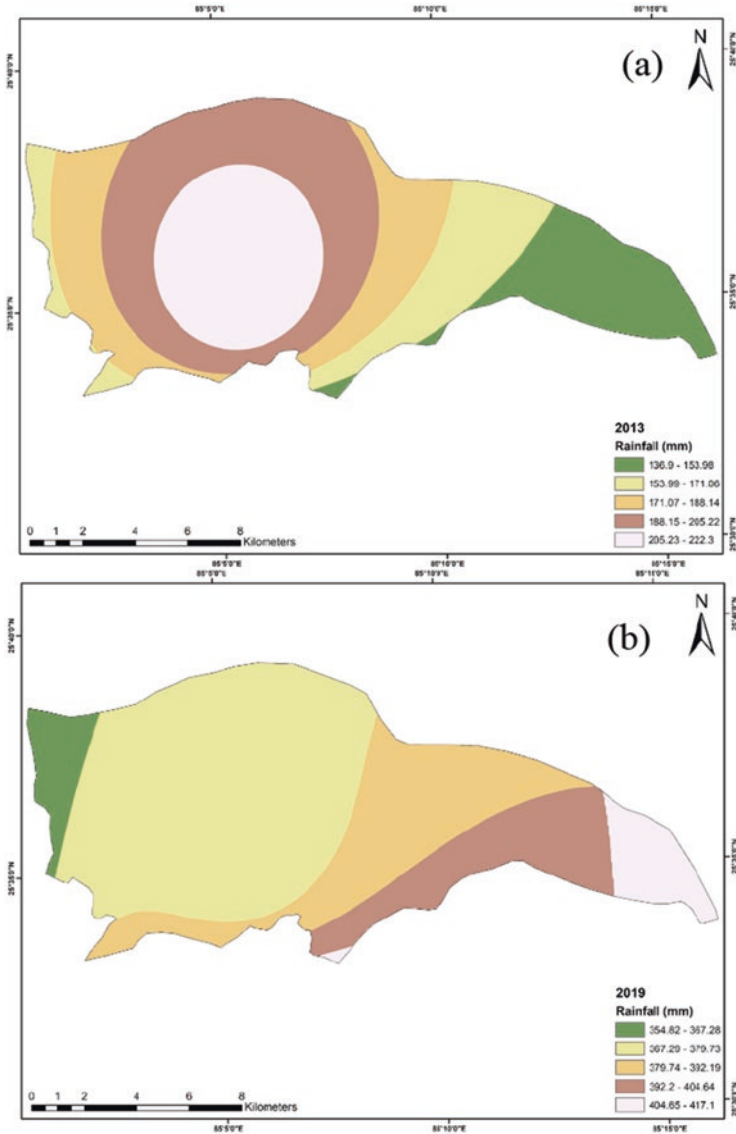 85°5'0"E 85°10'0"E
(a)
N
25°35'0"N
2013
Rainfall (mm)
136.9 - 153.98
153.99 - 171.06
171.07 - 188.14
188.15 - 205.22
205.23 - 222.3
0 1 2 4 6 8
Kilometers
85°5'0"E 85°10'0"E
(b)
N
25°35'0"N
2019
Rainfall (mm)
354.82 - 367.28
367.29 - 379.73
379.74 - 392.19
392.2 - 404.64
404.65 - 417.1
0 1 2 4 6 8
Kilometers
85°5'0"E 85°10'0"E